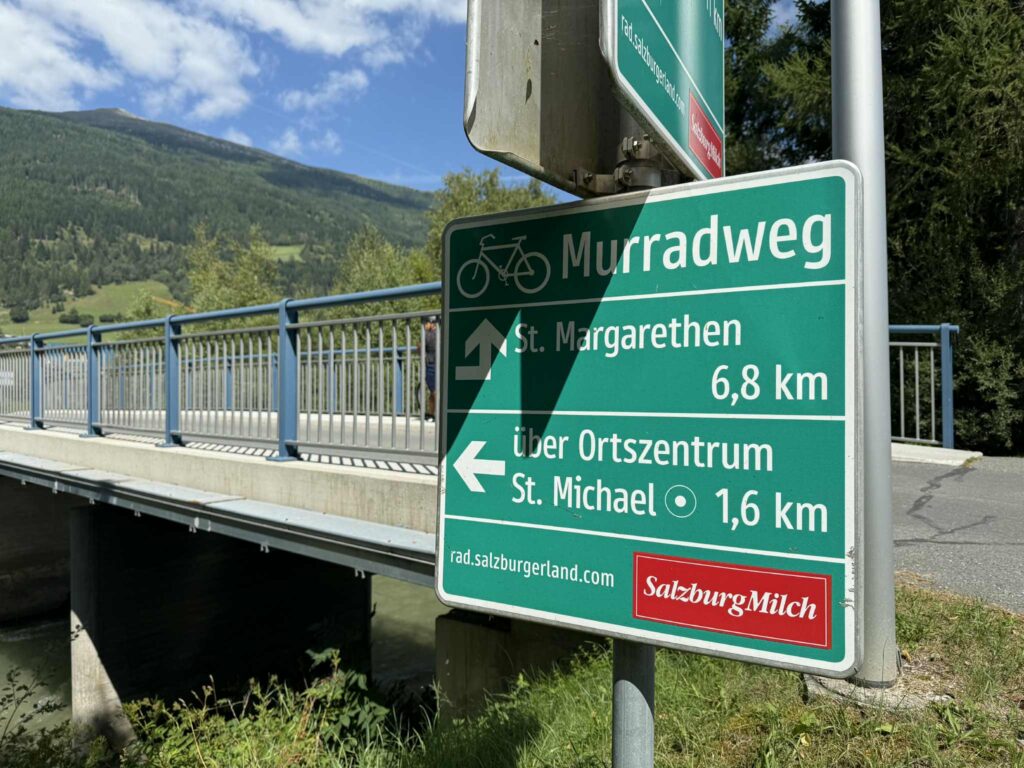 rad.salzburgerland.com
SalzburgMilch
Murradweg
St. Margarethen
6,8 km
über Ortszentrum
St. Michael 1,6 km
rad.salzburgerland.com
SalzburgMilch